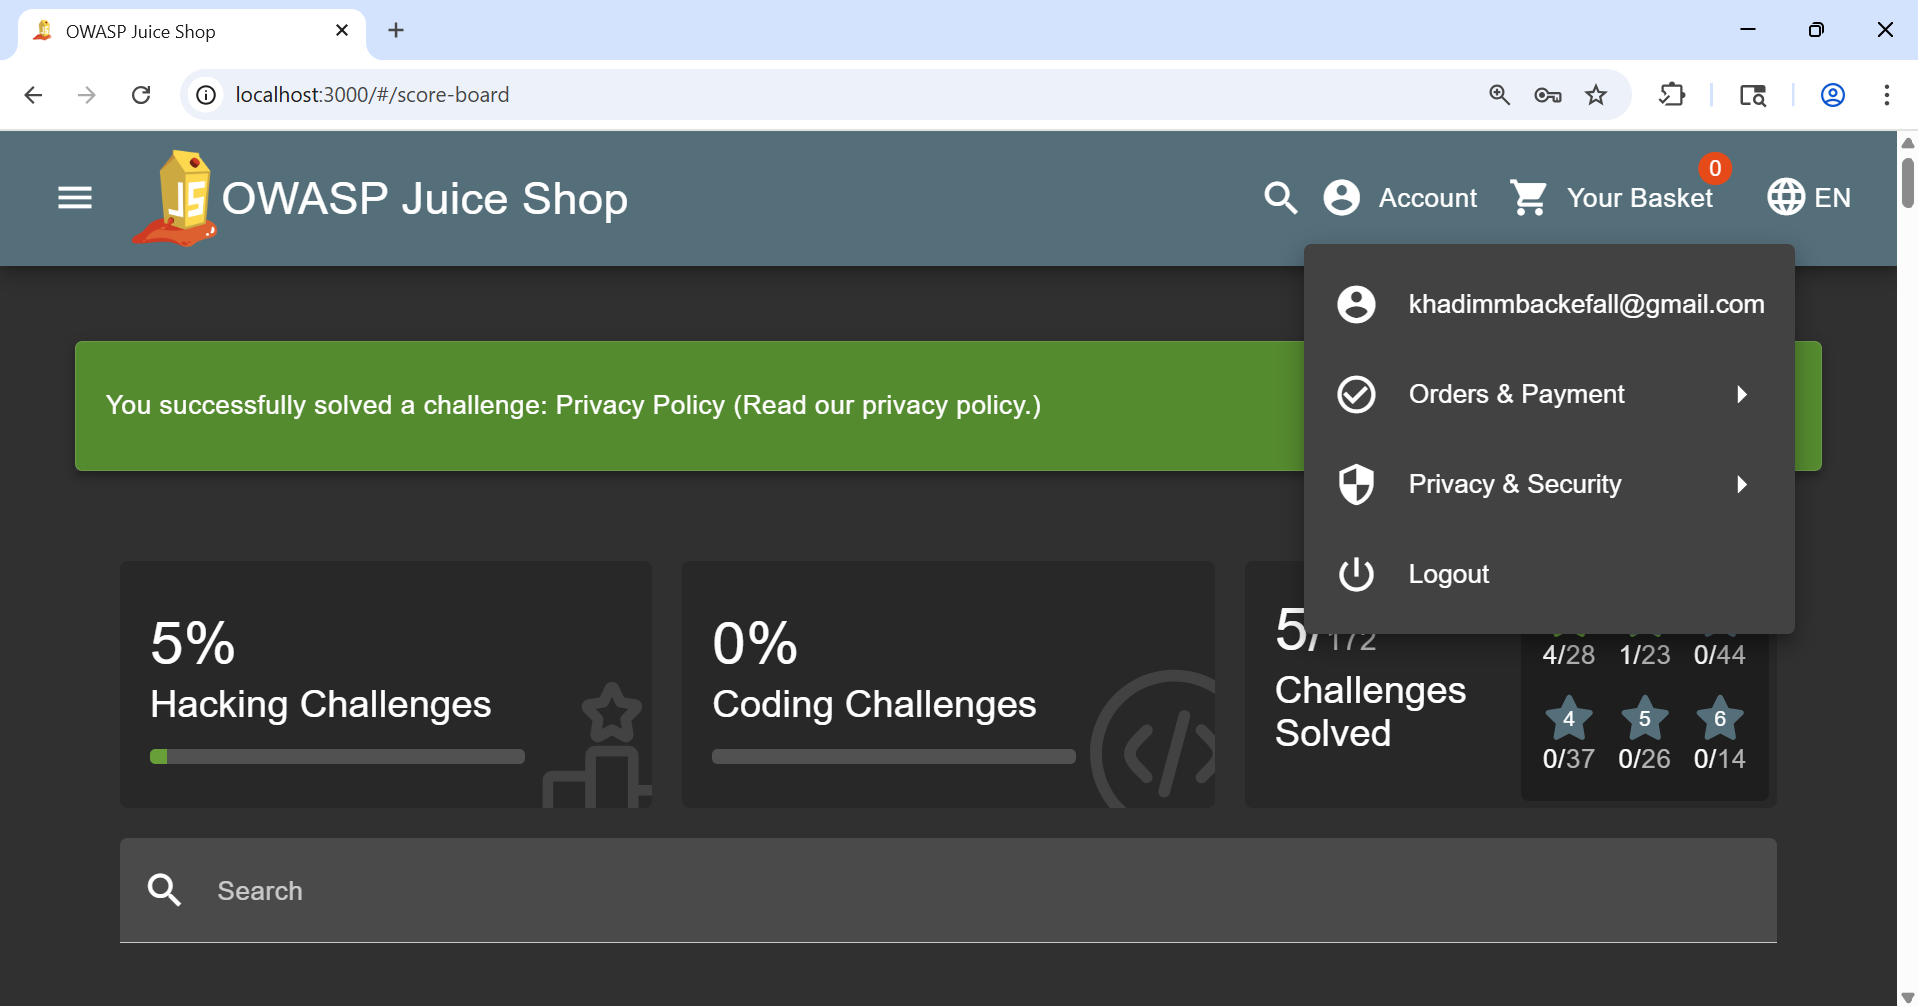 OWASP Juice Shop
localhost:3000/#/score-board
JS
OWASP Juice Shop
Account
0
Your Basket
EN
khadimmbackefall@gmail.com
Orders & Payment
Privacy & Security
Logout
You successfully solved a challenge: Privacy Policy (Read our privacy policy.)
5%
Hacking Challenges
0%
Coding Challenges
5/172
Challenges
Solved
4/28 1/23 0/44
4 5 6
0/37 0/26 0/14
Search